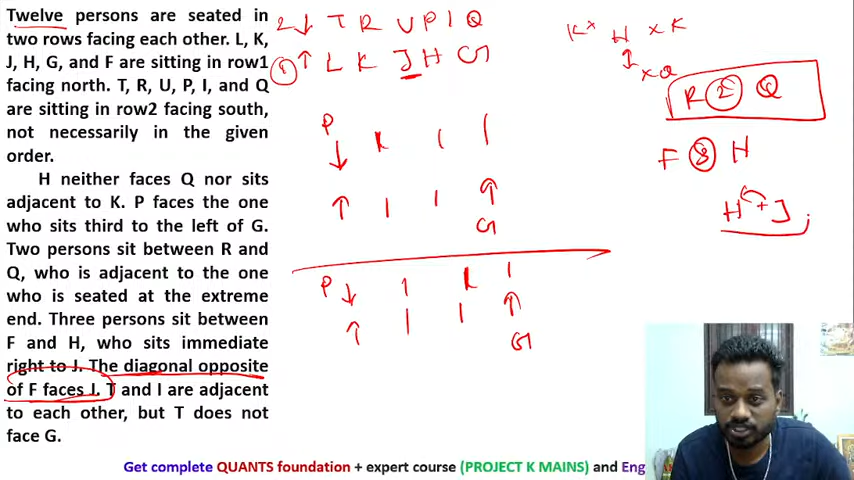 Twelve persons are seated in
two rows facing each other. L, K,
J, H, G, and F are sitting in row1
facing north. T, R, U, P, I, and Q
are sitting in row2 facing south,
not necessarily in the given
order.
H neither faces Q nor sits
adjacent to K. P faces the one
who sits third to the left of G.
Two persons sit between R and
Q, who is adjacent to the one
who is seated at the extreme
end. Three persons sit between
F and H, who sits immediate
right to J. The diagonal opposite
of F faces I. T and I are adjacent
to each other, but T does not
face G.
2 ↓ T R U P I Q
① ↑ L K J H G
P
G
P
G
K× H ×K
↕
×Q
R ② Q
F ③ H
H + J
Get complete QUANTS foundation + expert course (PROJECT K MAINS) and Eng